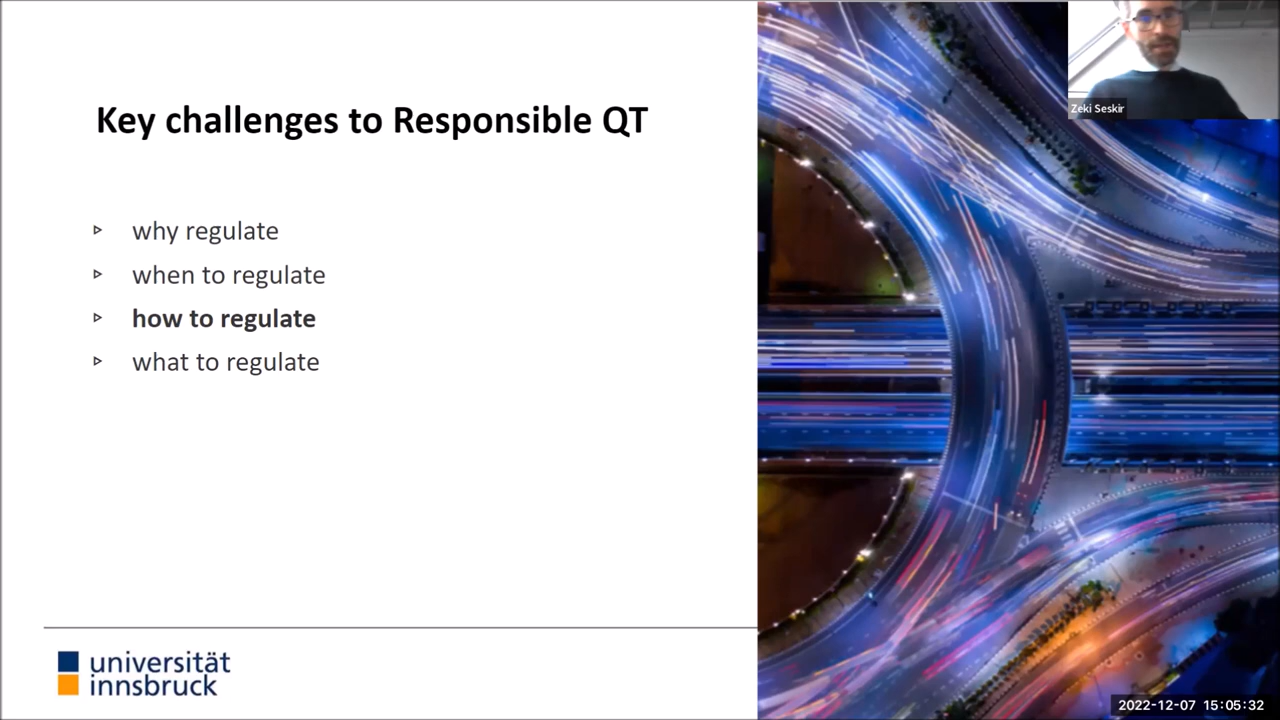 Key challenges to Responsible QT
why regulate
when to regulate
how to regulate
what to regulate
universität
innsbruck
Zeki Seskir
2022-12-07 15:05:32